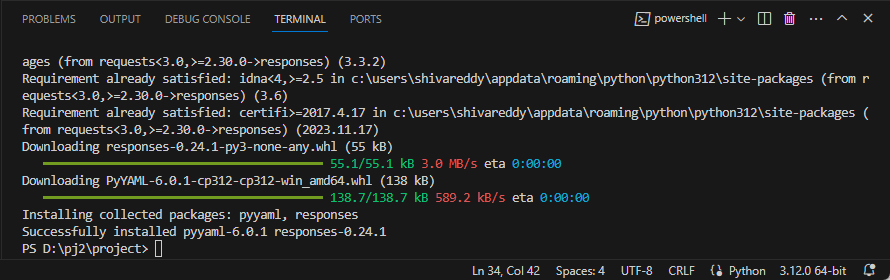 PROBLEMS OUTPUT DEBUG CONSOLE TERMINAL PORTS powershell
ages (from requests<3.0,>=2.30.0->responses) (3.3.2)
Requirement already satisfied: idna<4,>=2.5 in c:\users\shivareddy\appdata\roaming\python\python312\site-packages (from r
equests<3.0,>=2.30.0->responses) (3.6)
Requirement already satisfied: certifi>=2017.4.17 in c:\users\shivareddy\appdata\roaming\python\python312\site-packages (
from requests<3.0,>=2.30.0->responses) (2023.11.17)
Downloading responses-0.24.1-py3-none-any.whl (55 kB)
55.1/55.1 kB 3.0 MB/s eta 0:00:00
Downloading PyYAML-6.0.1-cp312-cp312-win_amd64.whl (138 kB)
138.7/138.7 kB 589.2 kB/s eta 0:00:00
Installing collected packages: pyyaml, responses
Successfully installed pyyaml-6.0.1 responses-0.24.1
PS D:\pj2\project>
Ln 34, Col 42 Spaces: 4 UTF-8 CRLF Python 3.12.0 64-bit